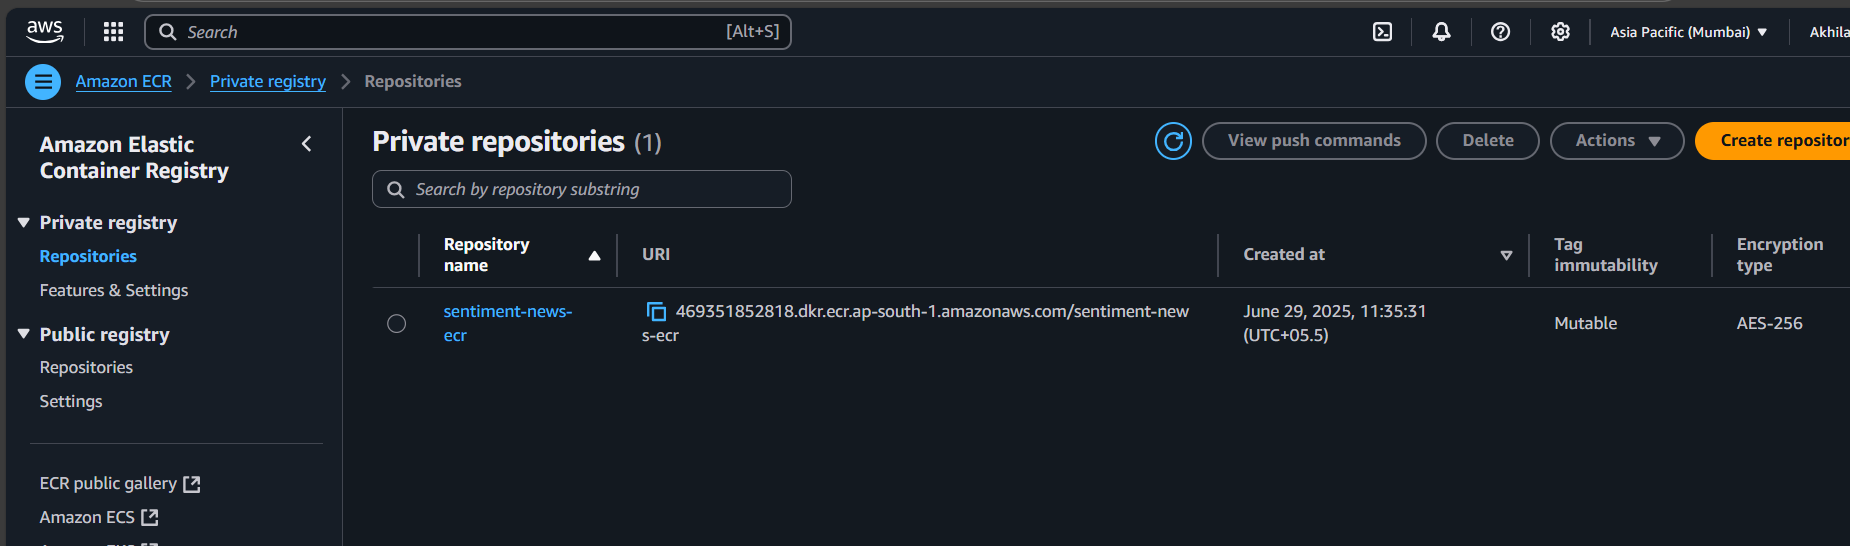 aws
Search [Alt+S]
Asia Pacific (Mumbai)
Amazon ECR
Private registry
Repositories
Amazon Elastic
Container Registry
Private registry
Repositories
Features & Settings
Public registry
Repositories
Settings
ECR public gallery
Amazon ECS
Private repositories (1)
View push commands
Delete
Actions
Create
Search by repository substring
Repository
name
URI
Created at
Tag
immutability
Encryption
type
sentiment-news-
ecr
469351852818.dkr.ecr.ap-south-1.amazonaws.com/sentiment-new
s-ecr
June 29, 2025, 11:35:31
(UTC+05.5)
Mutable
AES-256